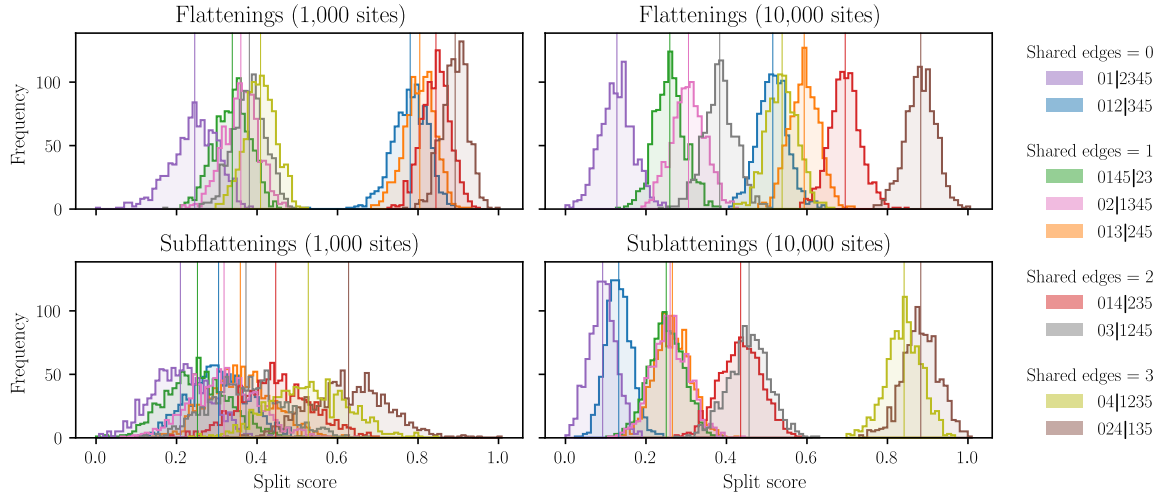 Flattenings (1,000 sites)
Flattenings (10,000 sites)
Frequency
100
50
0
Subflattenings (1,000 sites)
Sublattenings (10,000 sites)
Frequency
100
50
0
0.0 0.2 0.4 0.6 0.8 1.0
0.0 0.2 0.4 0.6 0.8 1.0
Split score
Split score
Shared edges = 0
01|2345
012|345
Shared edges = 1
0145|23
02|1345
013|245
Shared edges = 2
014|235
03|1245
Shared edges = 3
04|1235
024|135